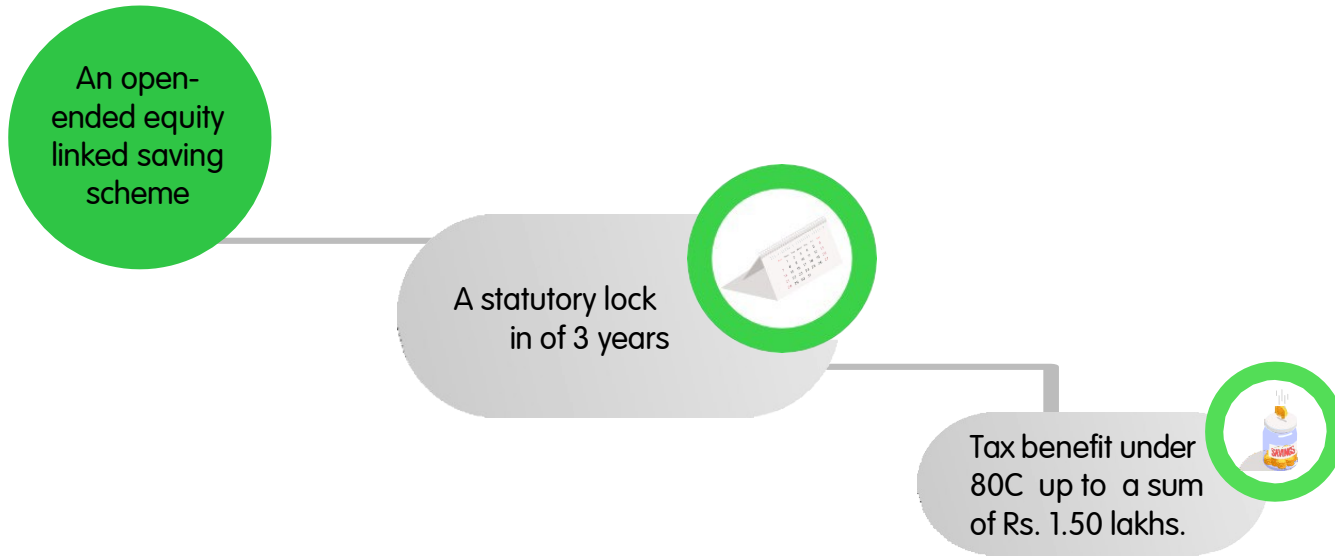 An open-
ended equity
linked saving
scheme
A statutory lock
in of 3 years
Tax benefit under
80C up to a sum
of Rs. 1.50 lakhs.
SAVINGS